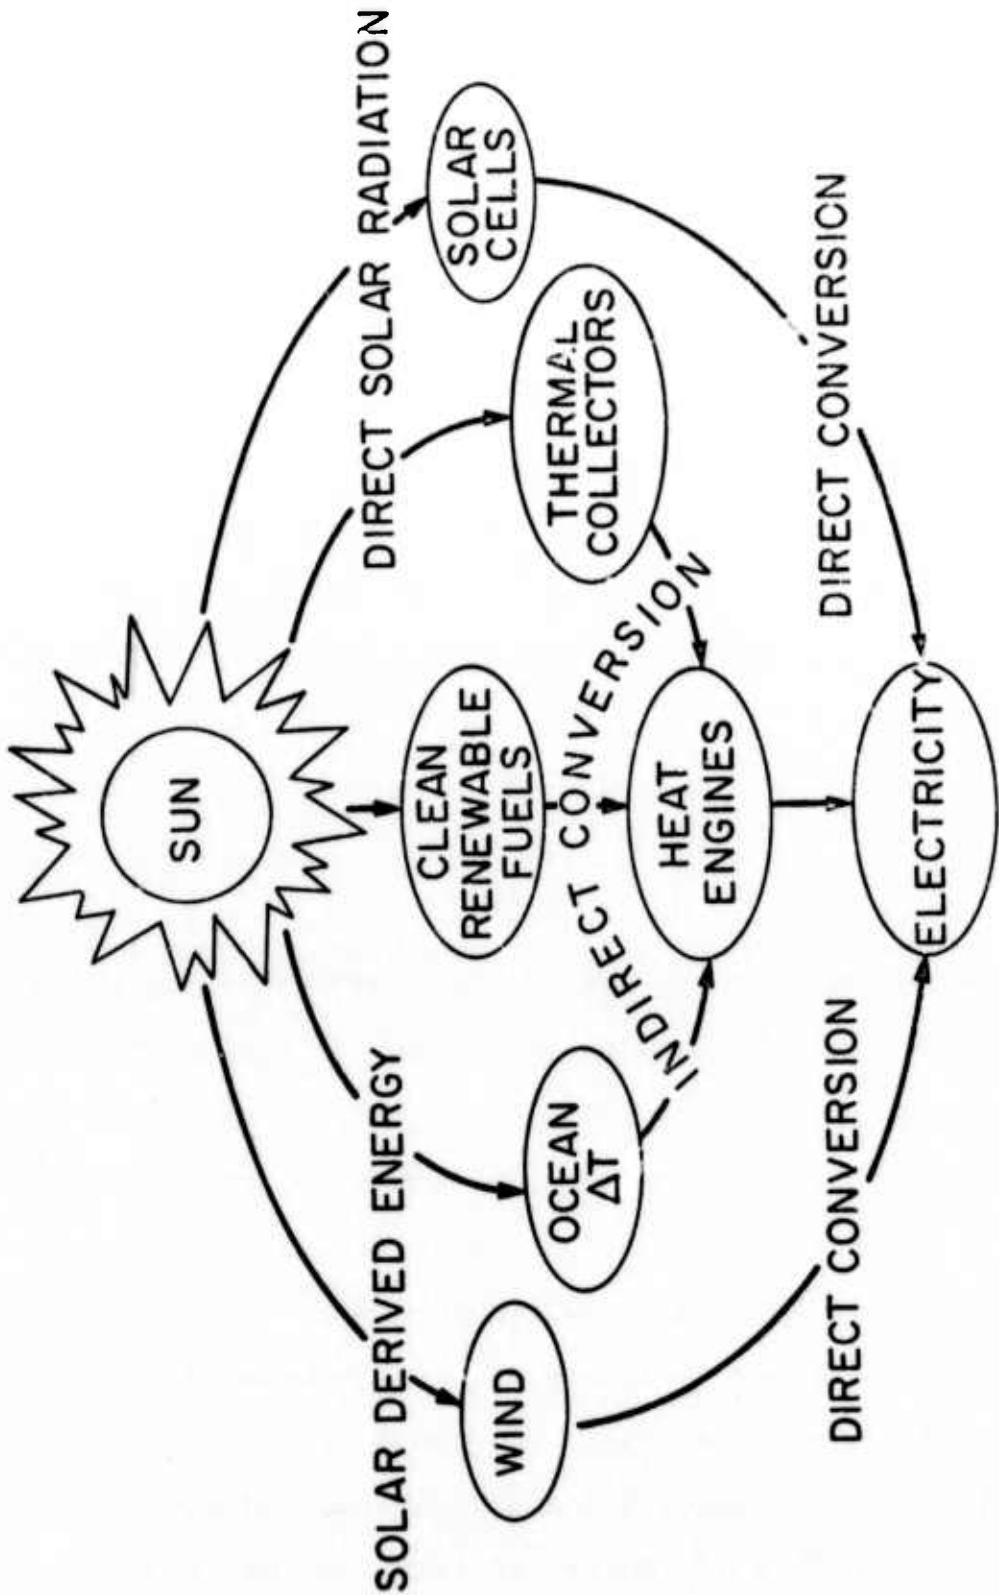 SUN
SOLAR DERIVED ENERGY
DIRECT SOLAR RADIATION
WIND
OCEAN
ΔT
CLEAN
RENEWABLE
FUELS
THERMAL
COLLECTORS
SOLAR
CELLS
INDIRECT CONVERSION
HEAT
ENGINES
DIRECT CONVERSION
DIRECT CONVERSION
ELECTRICITY